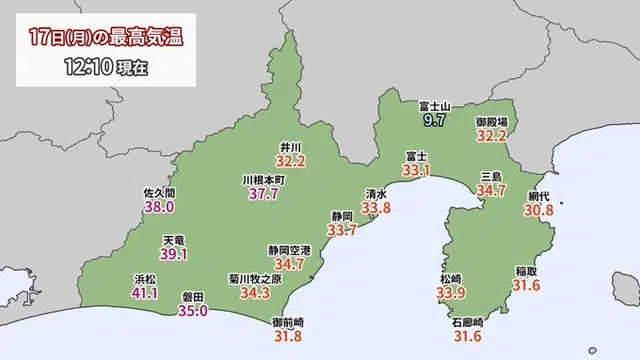 17日(月)の最高気温
12:10 現在
富士山
9.7
御殿場
32.2
井川
32.2
富士
33.1
三島
34.7
川根本町
37.7
佐久間
38.0
清水
33.8
網代
30.8
静岡
33.7
天竜
39.1
静岡空港
34.7
稲取
31.6
浜松
41.1
菊川牧之原
34.3
松崎
33.9
磐田
35.0
御前崎
31.8
石廊崎
31.6